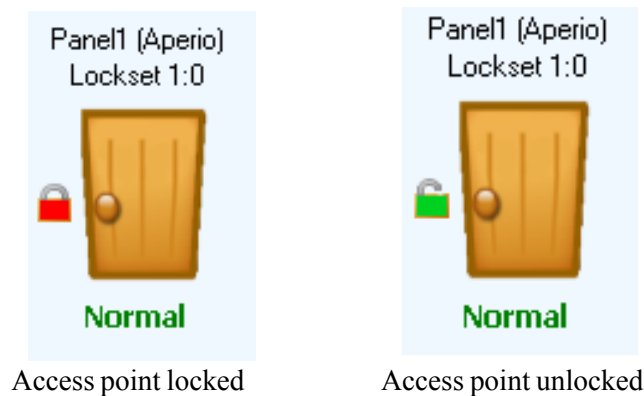 Panel1 (Aperio)
Lockset 1:0
Normal
Access point locked
Panel1 (Aperio)
Lockset 1:0
Normal
Access point unlocked